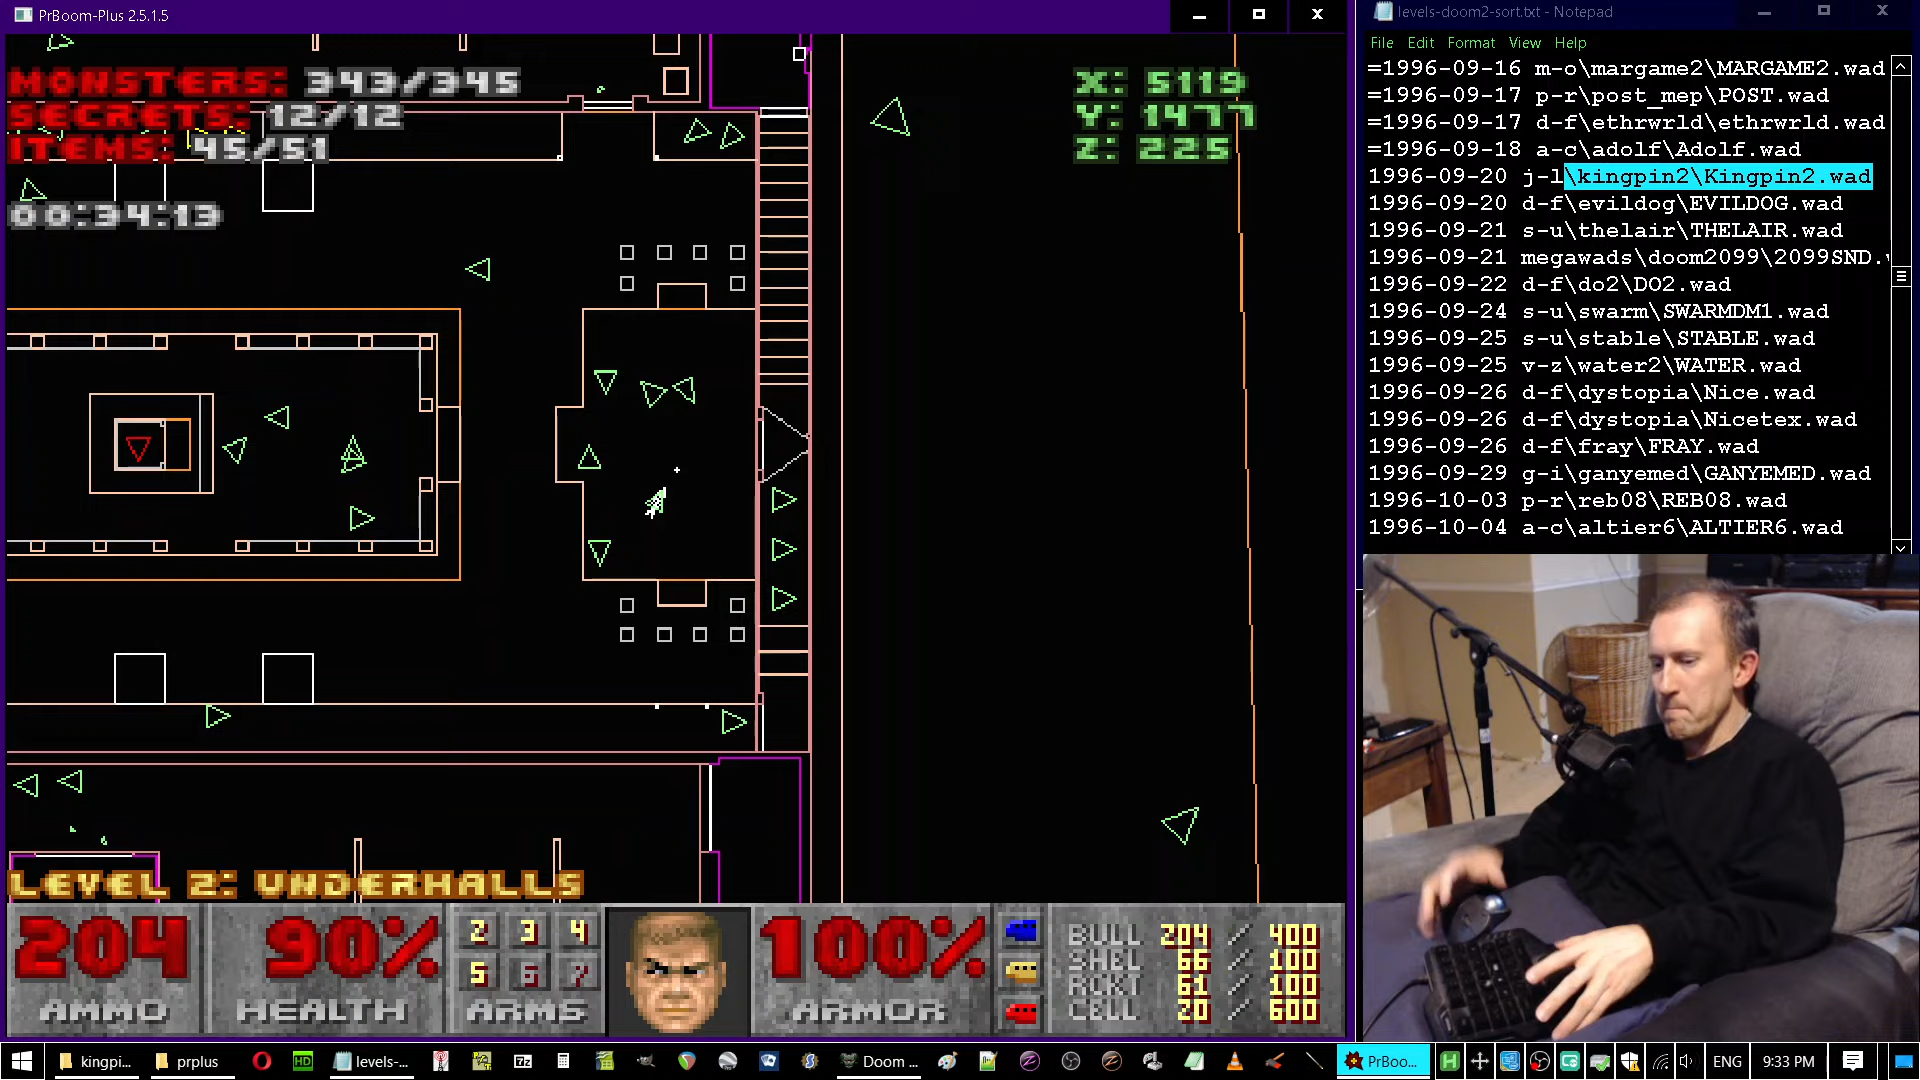 PrBoom-Plus 2.5.1.5
MONSTERS: 343/345
SECRETS: 12/12
ITEMS: 45/51
00:34:13
X: 5119
Y: 1477
Z: 225
LEVEL 2: UNDERHALLS
204 90% 2 3 4 100% BULL 204 / 400
5 6 7 SHEL 66 / 100
RCKT 61 / 100
AMMO HEALTH ARMS ARMOR CELL 20 / 600
levels-doom2-sort.txt - Notepad
File Edit Format View Help
=1996-09-16 m-o\margame2\MARGAME2.wad
=1996-09-17 p-r\post_mep\POST.wad
=1996-09-17 d-f\ethrwrld\ethrwrld.wad
=1996-09-18 a-c\adolf\Adolf.wad
1996-09-20 j-l\kingpin2\Kingpin2.wad
1996-09-20 d-f\evildog\EVILDOG.wad
1996-09-21 s-u\thelair\THELAIR.wad
1996-09-21 megawads\doom2099\2099SND.
1996-09-22 d-f\do2\DO2.wad
1996-09-24 s-u\swarm\SWARMDM1.wad
1996-09-25 s-u\stable\STABLE.wad
1996-09-25 v-z\water2\WATER.wad
1996-09-26 d-f\dystopia\Nice.wad
1996-09-26 d-f\dystopia\Nicetex.wad
1996-09-26 d-f\fray\FRAY.wad
1996-09-29 g-i\ganyemed\GANYEMED.wad
1996-10-03 p-r\reb08\REB08.wad
1996-10-04 a-c\altier6\ALTIER6.wad
kingpi... prplus HD levels-... 7z Doom ... PrBoo... ENG 9:33 PM